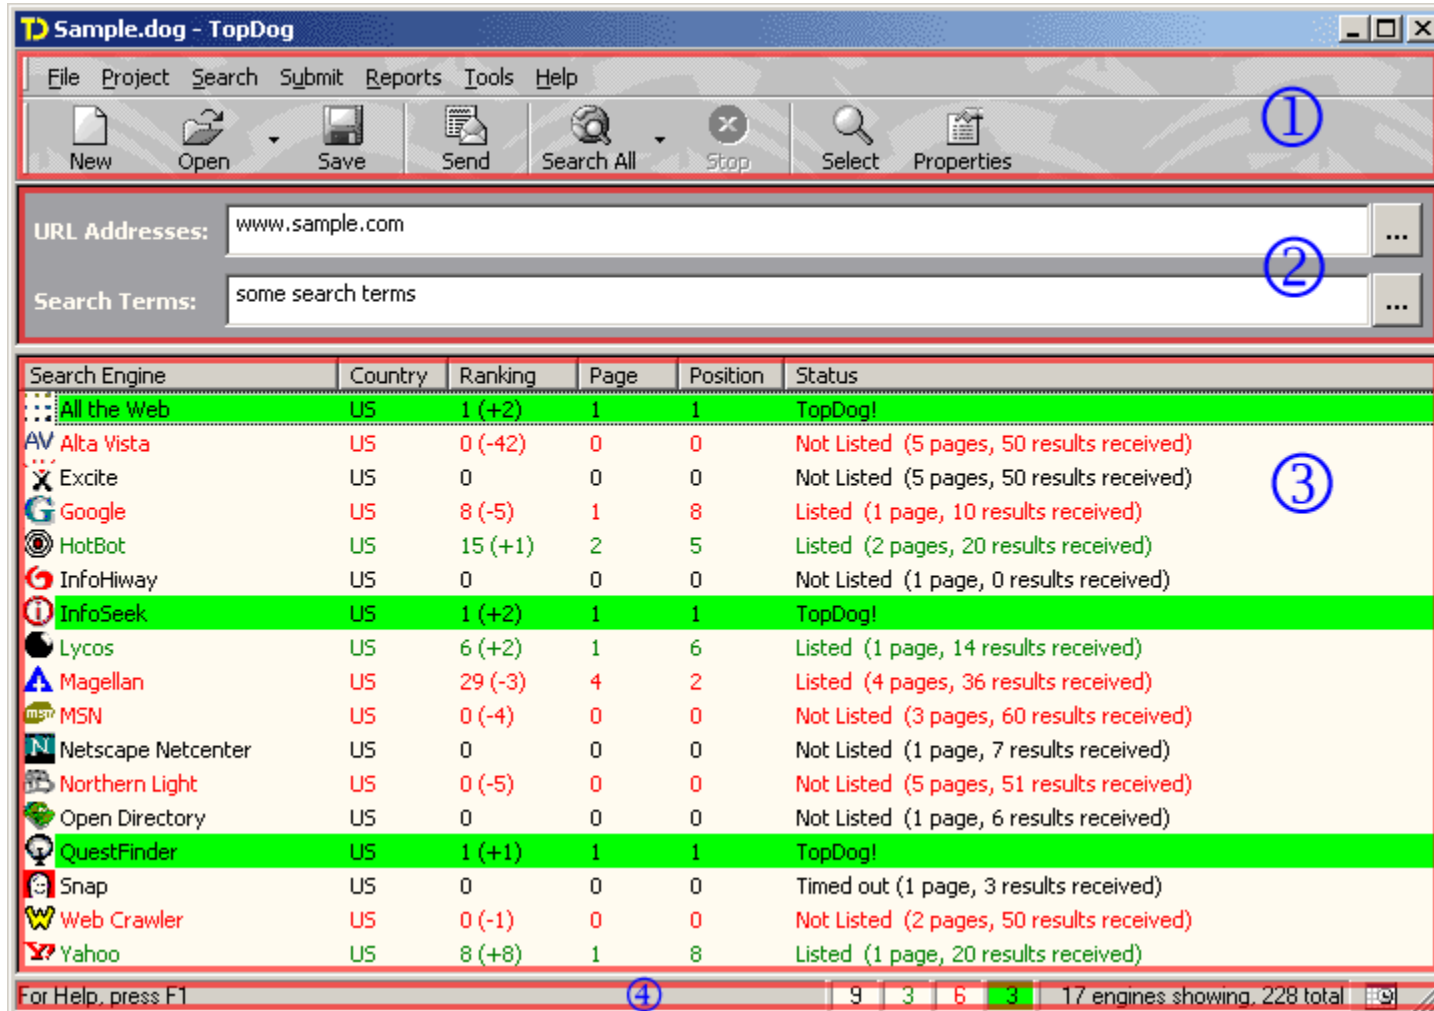 Sample.dog - TopDog
File Project Search Submit Reports Tools Help
①
New Open Save Send Search All Stop Select Properties
URL Addresses: www.sample.com ...
②
Search Terms: some search terms ...
Search Engine Country Ranking Page Position Status
All the Web US 1 (+2) 1 1 TopDog!
AV Alta Vista US 0 (-42) 0 0 Not Listed (5 pages, 50 results received)
Excite US 0 0 0 Not Listed (5 pages, 50 results received)
③
G Google US 8 (-5) 1 8 Listed (1 page, 10 results received)
HotBot US 15 (+1) 2 5 Listed (2 pages, 20 results received)
InfoHiway US 0 0 0 Not Listed (1 page, 0 results received)
InfoSeek US 1 (+2) 1 1 TopDog!
Lycos US 6 (+2) 1 6 Listed (1 page, 14 results received)
Magellan US 29 (-3) 4 2 Listed (4 pages, 36 results received)
msn MSN US 0 (-4) 0 0 Not Listed (3 pages, 60 results received)
N Netscape Netcenter US 0 0 0 Not Listed (1 page, 7 results received)
Northern Light US 0 (-5) 0 0 Not Listed (5 pages, 51 results received)
Open Directory US 0 0 0 Not Listed (1 page, 6 results received)
QuestFinder US 1 (+1) 1 1 TopDog!
Snap US 0 0 0 Timed out (1 page, 3 results received)
W Web Crawler US 0 (-1) 0 0 Not Listed (2 pages, 50 results received)
Y? Yahoo US 8 (+8) 1 8 Listed (1 page, 20 results received)
For Help, press F1 ④ 9 3 6 3 17 engines showing, 228 total